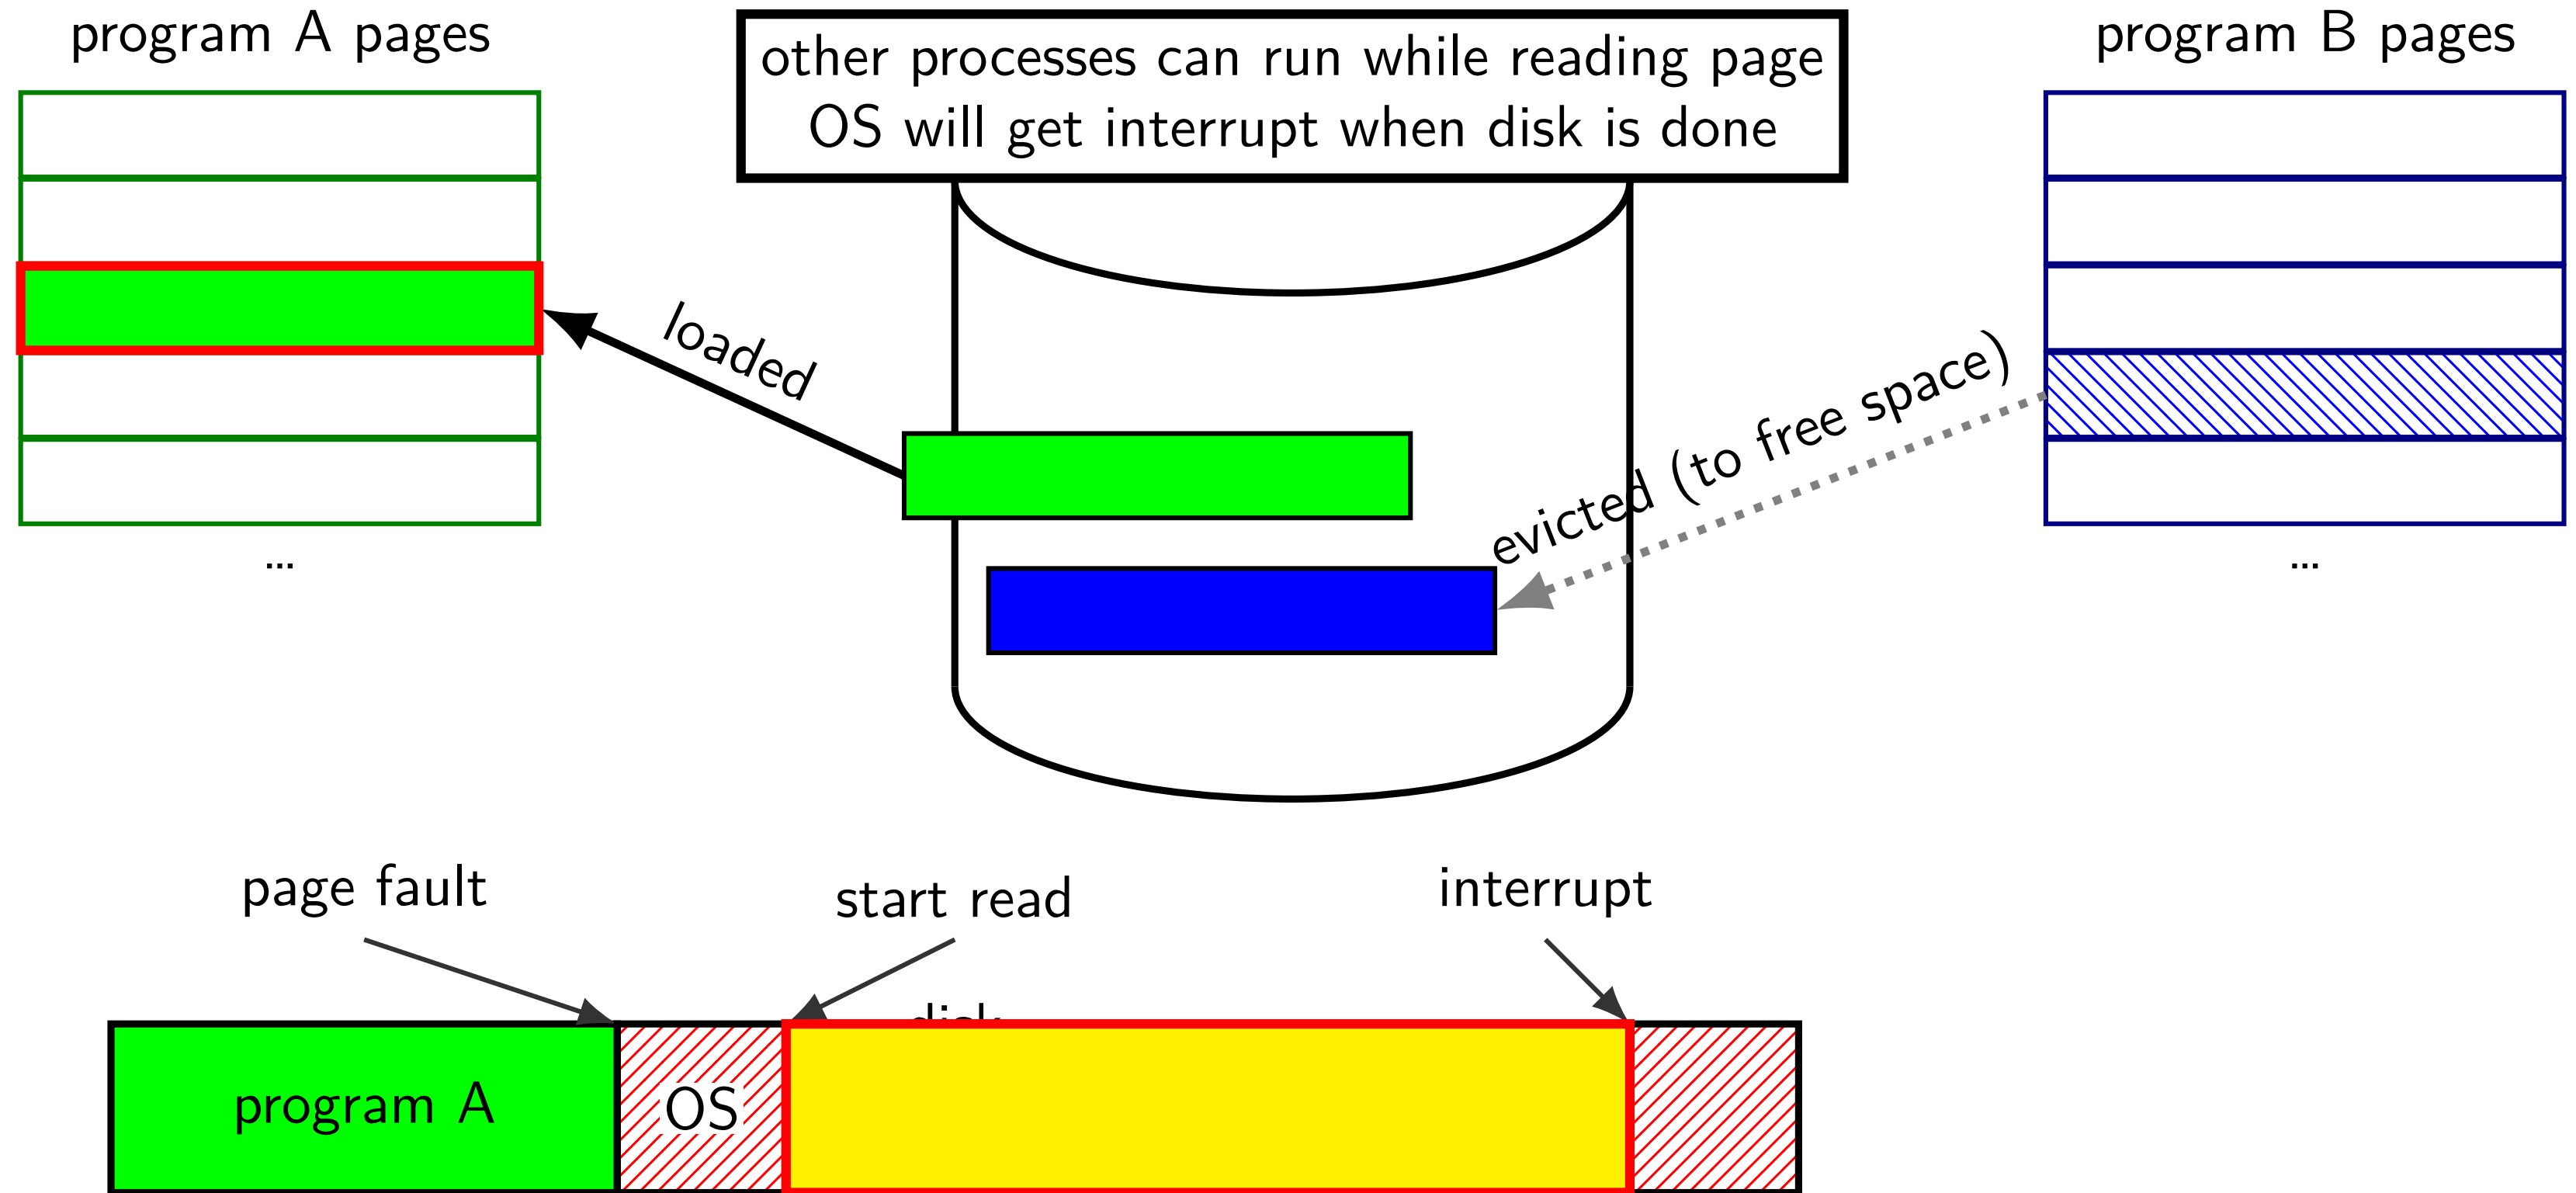 program A pages
other processes can run while reading page
OS will get interrupt when disk is done
program B pages
loaded
evicted (to free space)
...
...
page fault
start read
interrupt
program A
OS